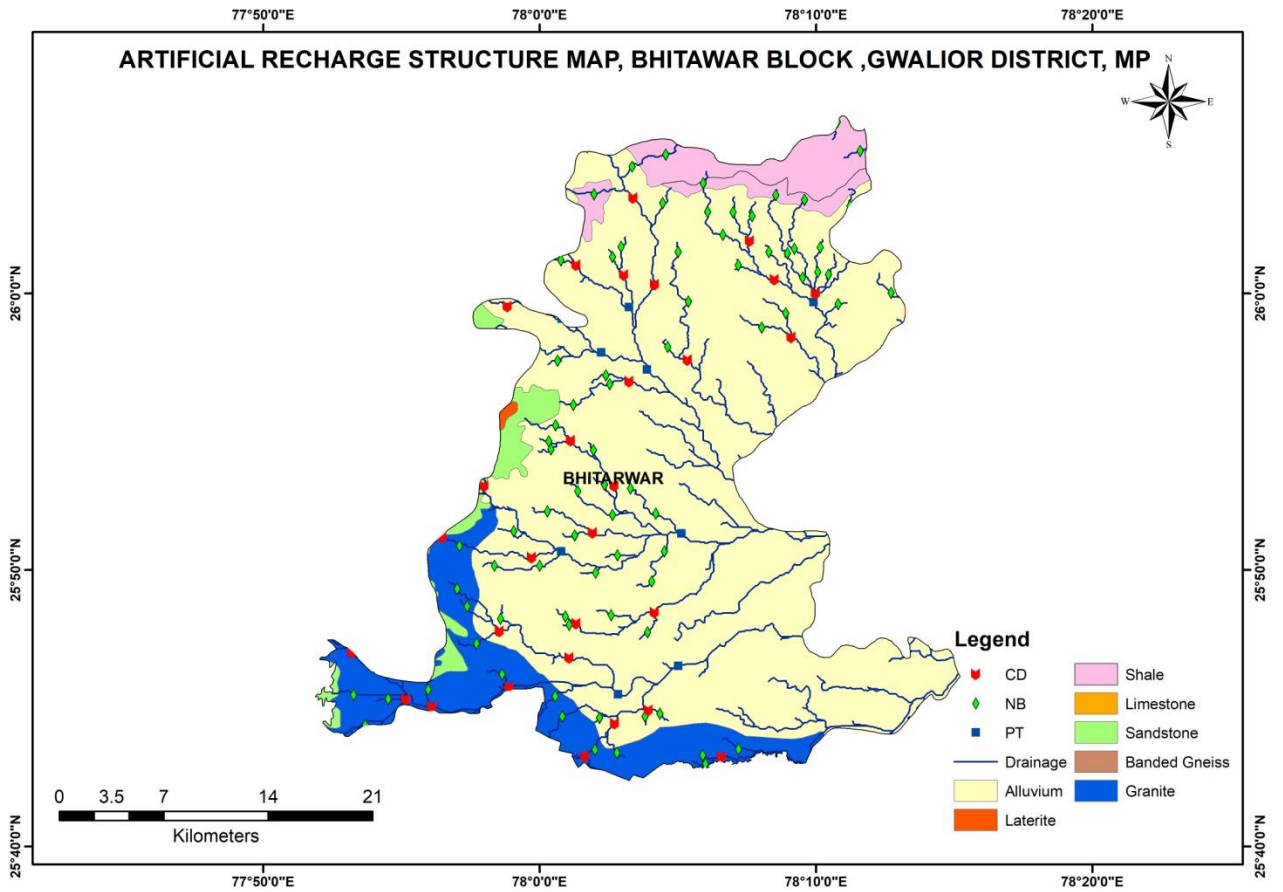 77°50'0"E 78°0'0"E 78°10'0"E 78°20'0"E
ARTIFICIAL RECHARGE STRUCTURE MAP, BHITAWAR BLOCK ,GWALIOR DISTRICT, MP
N
W E
S
26°0'0"N 26°0'0"N
BHITARWAR
25°50'0"N 25°50'0"N
Legend
CD
NB
PT
Drainage
Alluvium
Laterite
Shale
Limestone
Sandstone
Banded Gneiss
Granite
0 3.5 7 14 21
Kilometers
25°40'0"N 25°40'0"N
77°50'0"E 78°0'0"E 78°10'0"E 78°20'0"E